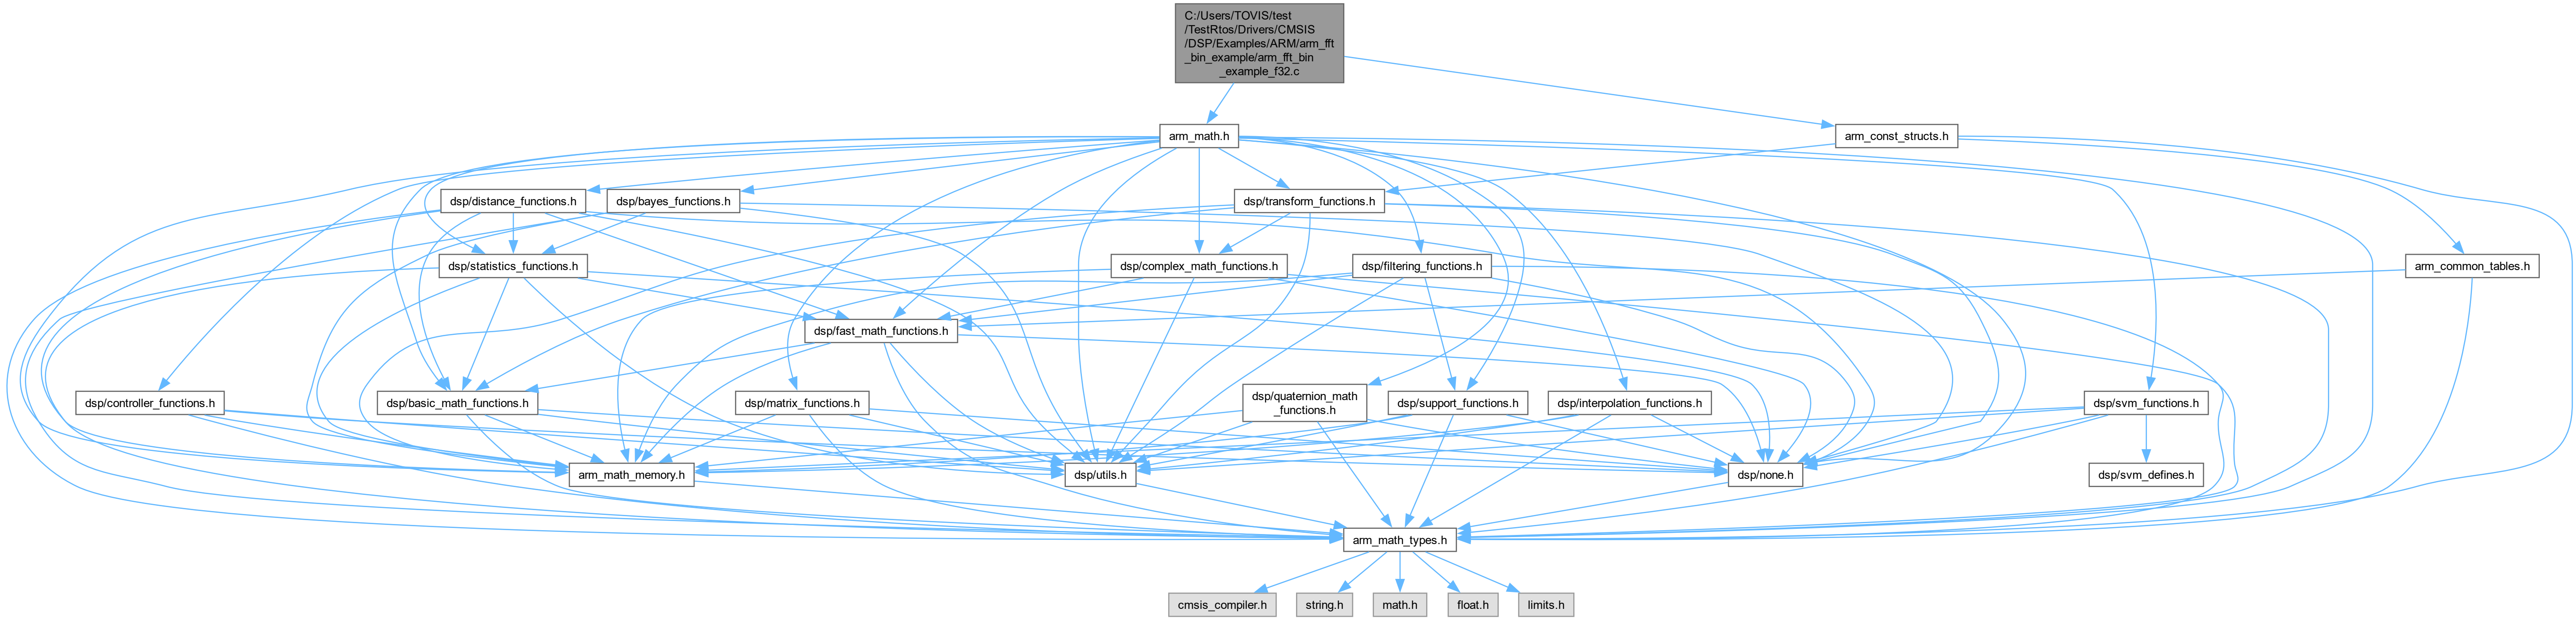 C:/Users/TOVIS/test
/TestRtos/Drivers/CMSIS
/DSP/Examples/ARM/arm_fft
_bin_example/arm_fft_bin
_example_f32.c
arm_math.h
arm_const_structs.h
dsp/distance_functions.h
dsp/bayes_functions.h
dsp/transform_functions.h
dsp/statistics_functions.h
dsp/complex_math_functions.h
dsp/filtering_functions.h
arm_common_tables.h
dsp/fast_math_functions.h
dsp/controller_functions.h
dsp/basic_math_functions.h
dsp/matrix_functions.h
dsp/quaternion_math
_functions.h
dsp/support_functions.h
dsp/interpolation_functions.h
dsp/svm_functions.h
arm_math_memory.h
dsp/utils.h
dsp/none.h
dsp/svm_defines.h
arm_math_types.h
cmsis_compiler.h
string.h
math.h
float.h
limits.h